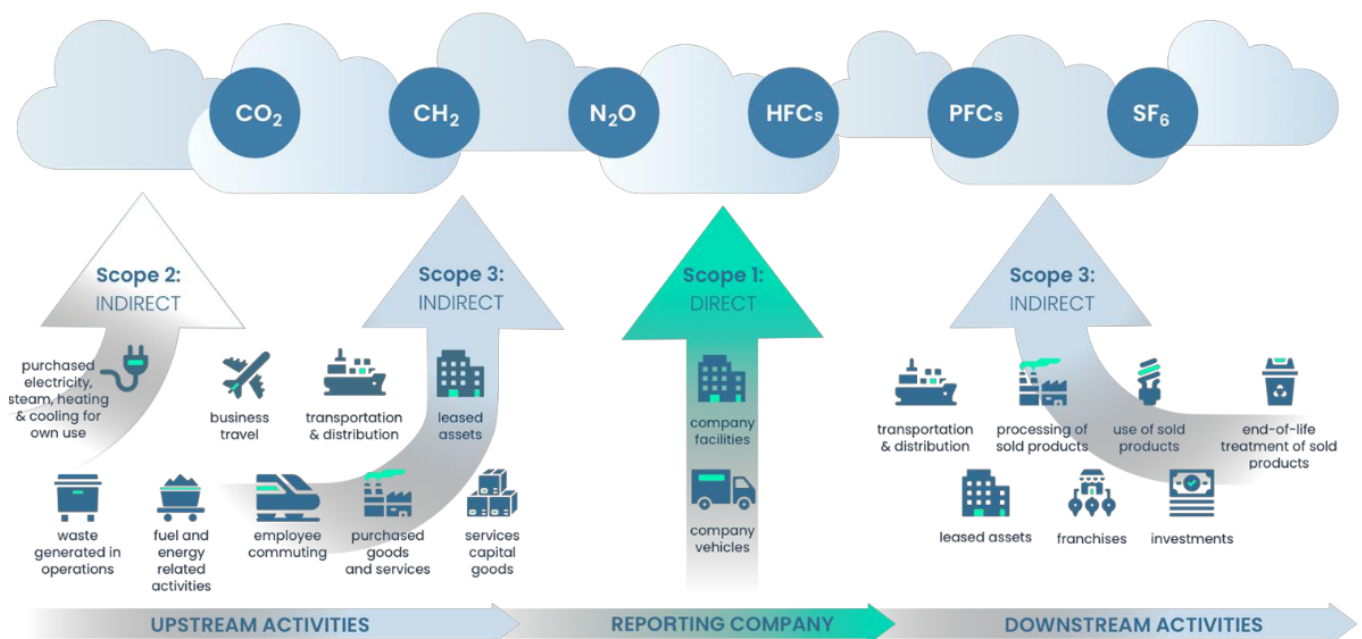 CO₂
CH₂
N₂O
HFCs
PFCs
SF₆
Scope 2:
INDIRECT
Scope 3:
INDIRECT
Scope 1:
DIRECT
Scope 3:
INDIRECT
purchased
electricity,
steam, heating
& cooling for
own use
business
travel
transportation
& distribution
leased
assets
company
facilities
transportation
& distribution
processing of
sold products
use of sold
products
end-of-life
treatment of sold
products
waste
generated in
operations
fuel and
energy
related
activities
employee
commuting
purchased
goods
and services
services
capital
goods
company
vehicles
leased assets
franchises
investments
UPSTREAM ACTIVITIES
REPORTING COMPANY
DOWNSTREAM ACTIVITIES